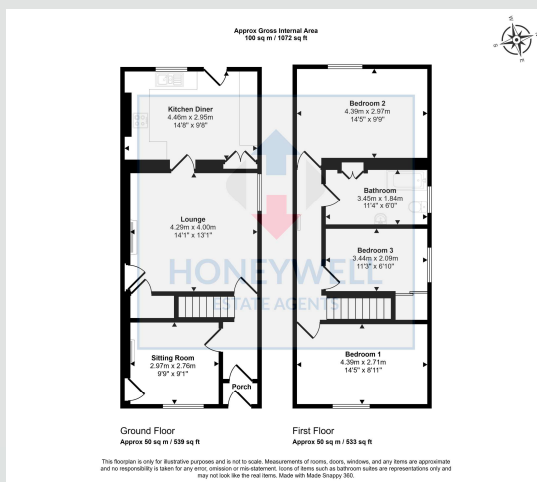 Approx Gross Internal Area
100 sq m / 1072 sq ft
Kitchen Diner
4.46m x 2.95m
14'8" x 9'8"
Lounge
4.29m x 4.00m
14'1" x 13'1"
Sitting Room
2.97m x 2.76m
9'9" x 9'1"
Porch
Bedroom 2
4.39m x 2.97m
14'5" x 9'9"
Bathroom
3.45m x 1.84m
11'4" x 6'0"
Bedroom 3
3.44m x 2.09m
11'3" x 6'10"
Bedroom 1
4.39m x 2.71m
14'5" x 8'11"
HONEYWELL
ESTATE AGENTS
Ground Floor
Approx 50 sq m / 539 sq ft
First Floor
Approx 50 sq m / 533 sq ft
This floorplan is only for illustrative purposes and is not to scale. Measurements of rooms, doors, windows, and any items are approximate
and no responsibility is taken for any error, omission or mis-statement. Icons of items such as bathroom suites are representations only and
may not look like the real items. Made with Made Snappy 360.